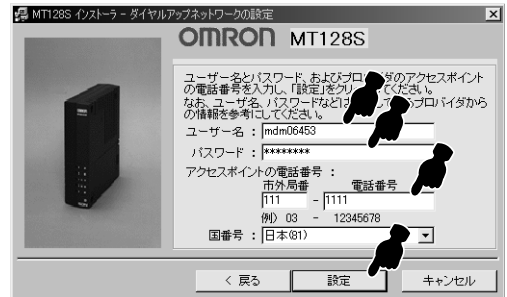 MT128S インストーラ - ダイヤルアップネットワークの設定
OMRON MT128S
ユーザー名とパスワード、およびプロバイダのアクセスポイント
の電話番号を入力し、「設定」をクリ してください。
なお、ユーザ名、パスワードなどは プロバイダから
の情報を参考にしてください。
ユーザー名 : mdm06453
パスワード : ********
アクセスポイントの電話番号 :
市外局番 電話番号
111 - 1111
例) 03 - 12345678
国番号 : 日本(81)
< 戻る 設定 キャンセル